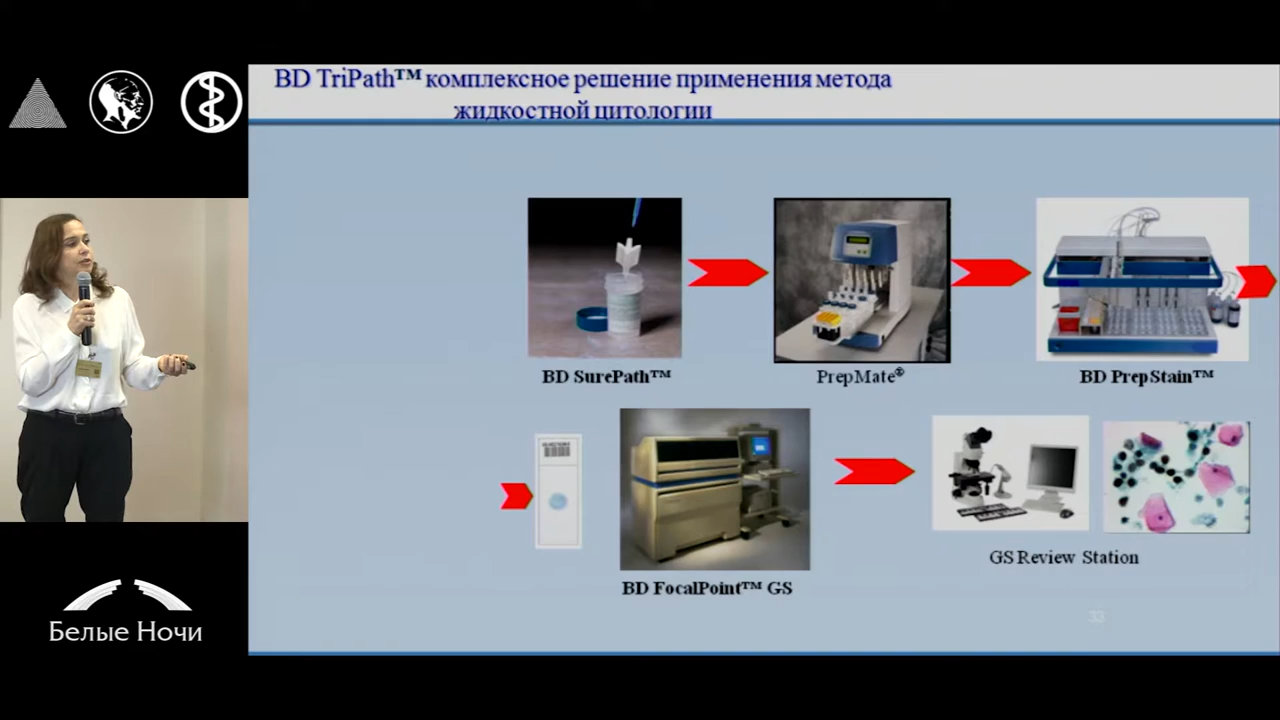 BD TriPath™ комплексное решение применения метода
жидкостной цитологии
BD SurePath™
PrepMate®
BD PrepStain™
BD FocalPoint™ GS
GS Review Station
33
Белые Ночи